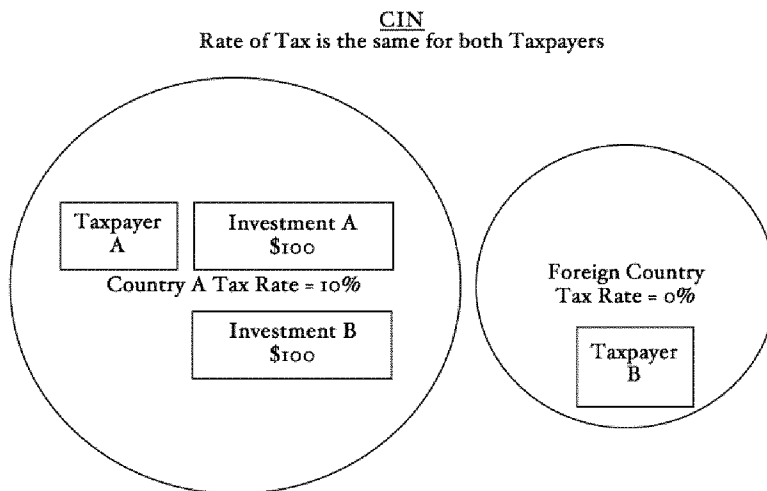 CIN
Rate of Tax is the same for both Taxpayers
Taxpayer
A
Investment A
$100
Country A Tax Rate = 10%
Investment B
$100
Foreign Country
Tax Rate = 0%
Taxpayer
B